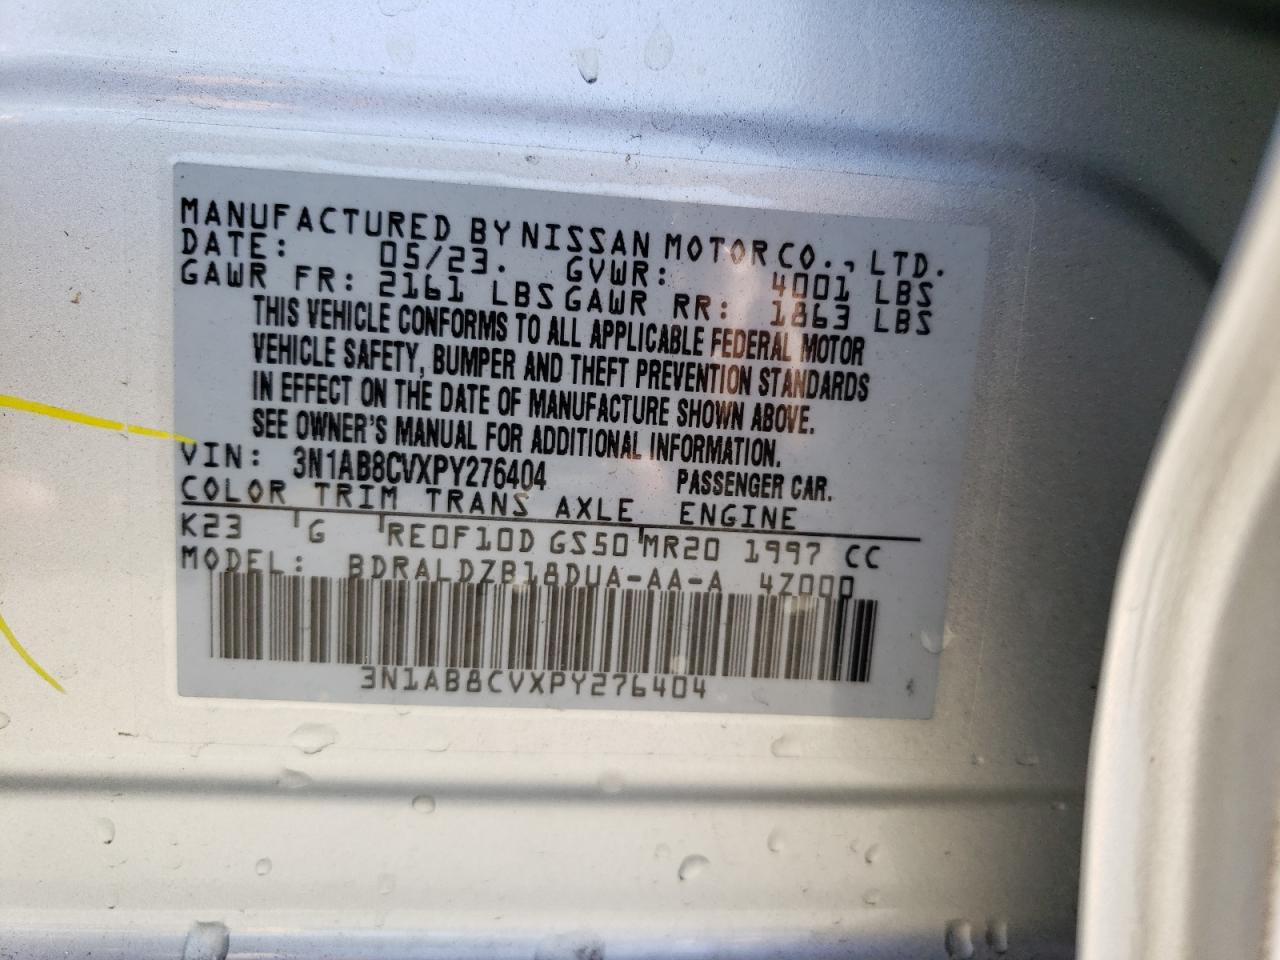 MANUFACTURED BY NISSAN MOTOR CO., LTD.
DATE: 05/23. GVWR: 4001 LBS
GAWR FR: 2161 LBS GAWR RR: 1863 LBS
THIS VEHICLE CONFORMS TO ALL APPLICABLE FEDERAL MOTOR
VEHICLE SAFETY, BUMPER AND THEFT PREVENTION STANDARDS
IN EFFECT ON THE DATE OF MANUFACTURE SHOWN ABOVE.
SEE OWNER'S MANUAL FOR ADDITIONAL INFORMATION.
VIN: 3N1AB8CVXPY276404 PASSENGER CAR.
COLOR TRIM TRANS AXLE ENGINE
K23 G RE0F10D GS50 MR20 1997 CC
MODEL: BDRALDZB18DUA-AA-A 4Z000
3N1AB8CVXPY276404